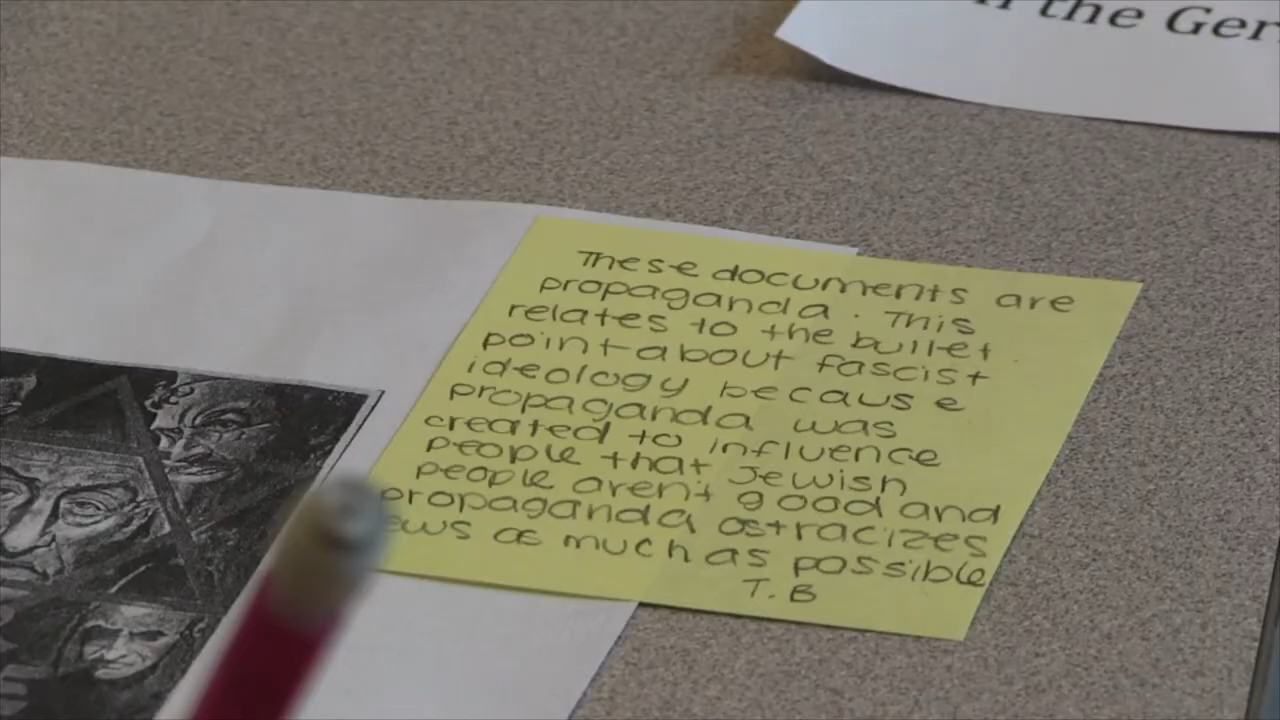 the Ger
These documents are
propaganda. This
relates to the bullet
point about fascist
ideology because
propaganda was
created to influence
people that Jewish
people aren't good and
propaganda ostracizes
ews as much as possible
T. B